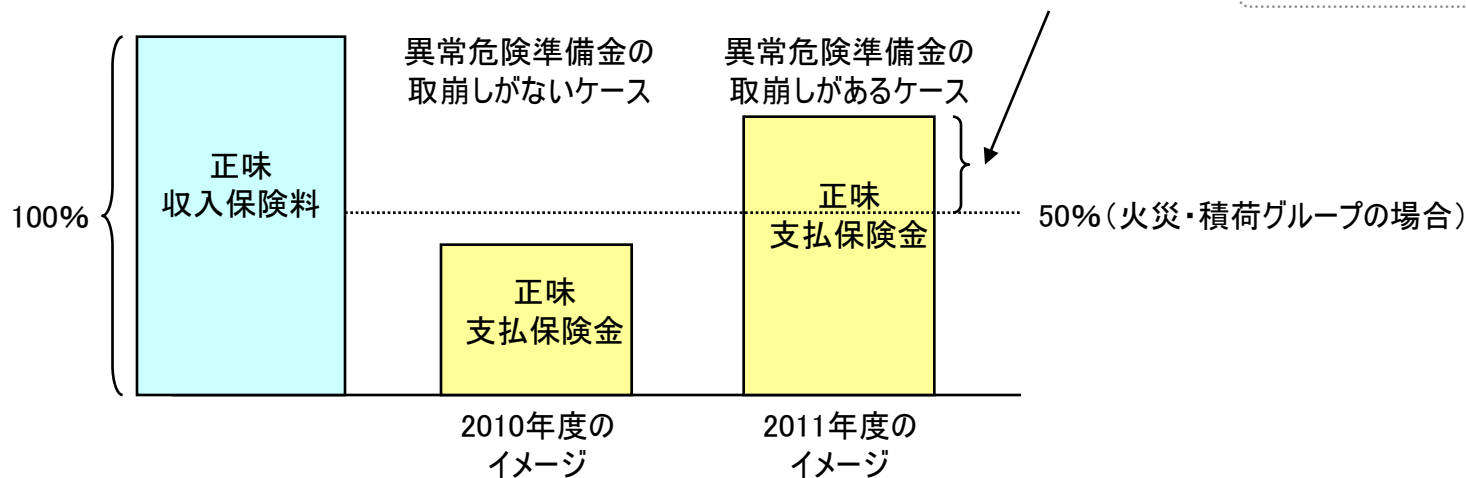 異常危険準備金の
取崩しがないケース
異常危険準備金の
取崩しがあるケース
100%
正味
収入保険料
正味
支払保険金
正味
支払保険金
50%(火災・積荷グループの場合)
2010年度の
イメージ
2011年度の
イメージ